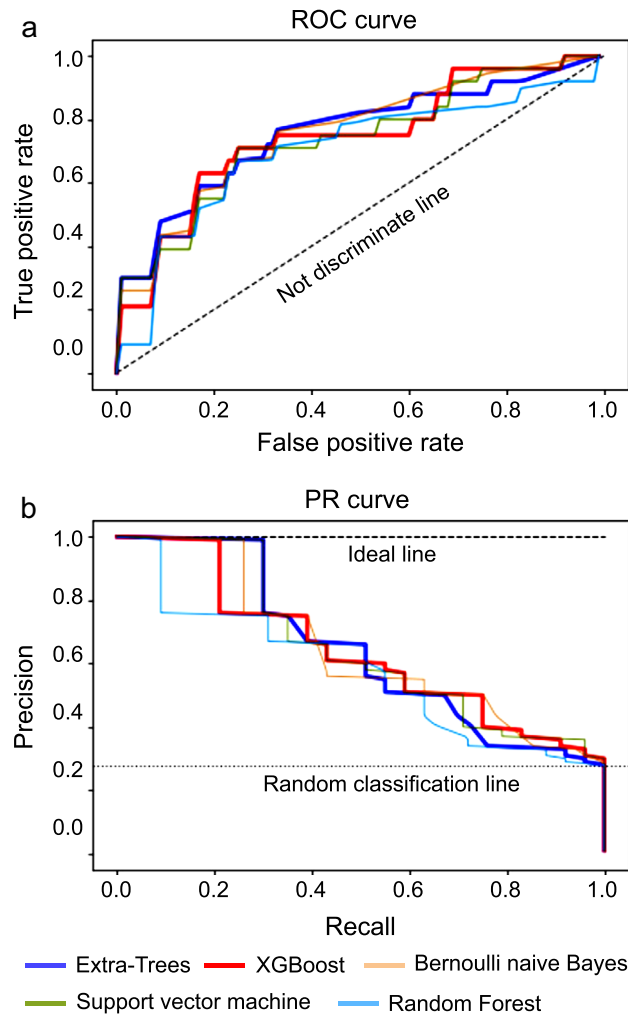 a
ROC curve
1.0
0.8
0.6
0.4
0.2
0.0
True positive rate
Not discriminate line
0.0 0.2 0.4 0.6 0.8 1.0
False positive rate
b
PR curve
1.0
0.8
0.6
0.4
0.2
0.0
Precision
Ideal line
Random classification line
0.0 0.2 0.4 0.6 0.8 1.0
Recall
Extra-Trees XGBoost Bernoulli naive Bayes
Support vector machine Random Forest